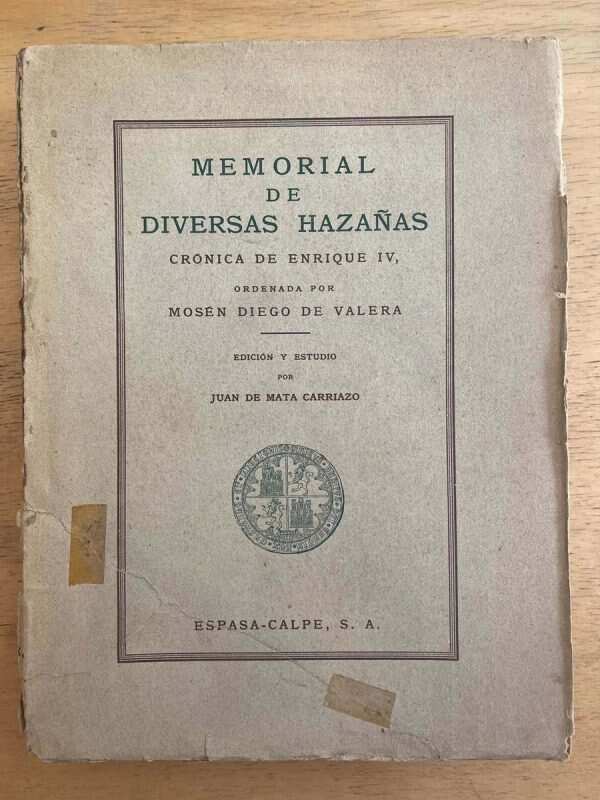 MEMORIAL
DE
DIVERSAS HAZAÑAS
CRÓNICA DE ENRIQUE IV,
ORDENADA POR
MOSÉN DIEGO DE VALERA
EDICIÓN Y ESTUDIO
POR
JUAN DE MATA CARRIAZO
ESPASA-CALPE, S. A.